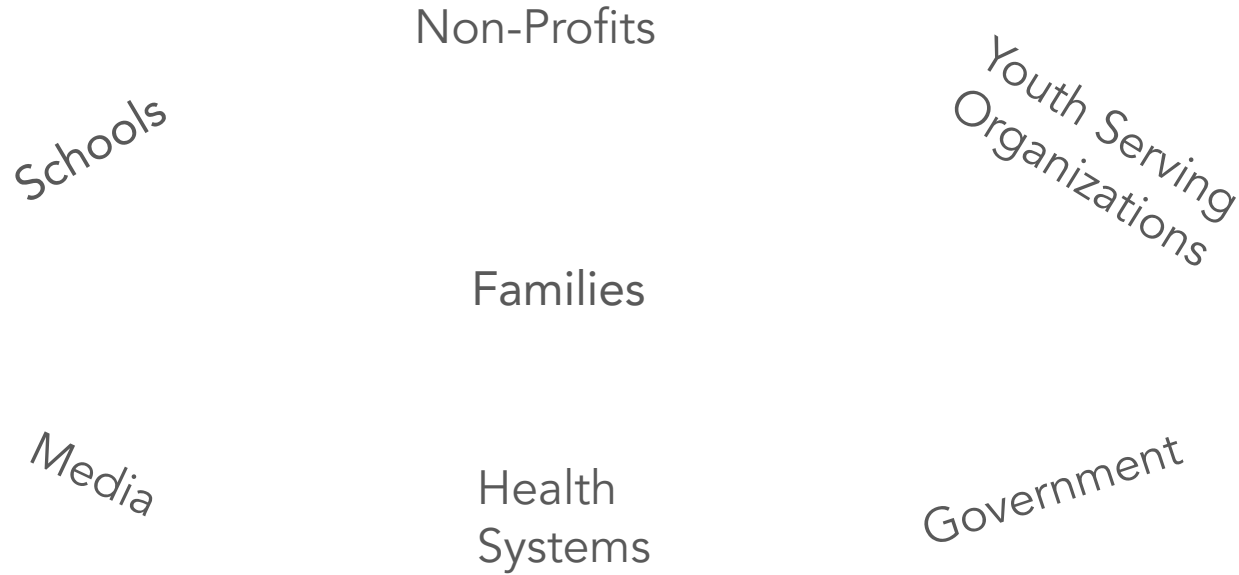 Non-Profits
Schools
Youth Serving
Organizations
Families
Media
Health
Systems
Government